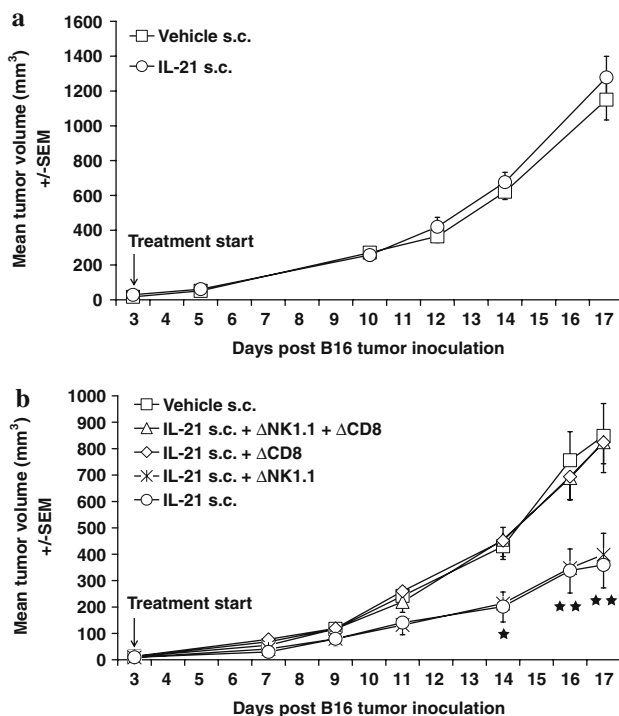 a
1600
1400
1200
1000
800
600
400
200
0
Mean tumor volume (mm³)
+/-SEM
Vehicle s.c.
IL-21 s.c.
Treatment start
3 4 5 6 7 8 9 10 11 12 13 14 15 16 17
Days post B16 tumor inoculation
b
1000
900
800
700
600
500
400
300
200
100
0
Mean tumor volume (mm³)
+/-SEM
Vehicle s.c.
IL-21 s.c. + ΔNK1.1 + ΔCD8
IL-21 s.c. + ΔCD8
IL-21 s.c. + ΔNK1.1
IL-21 s.c.
Treatment start
3 4 5 6 7 8 9 10 11 12 13 14 15 16 17
Days post B16 tumor inoculation